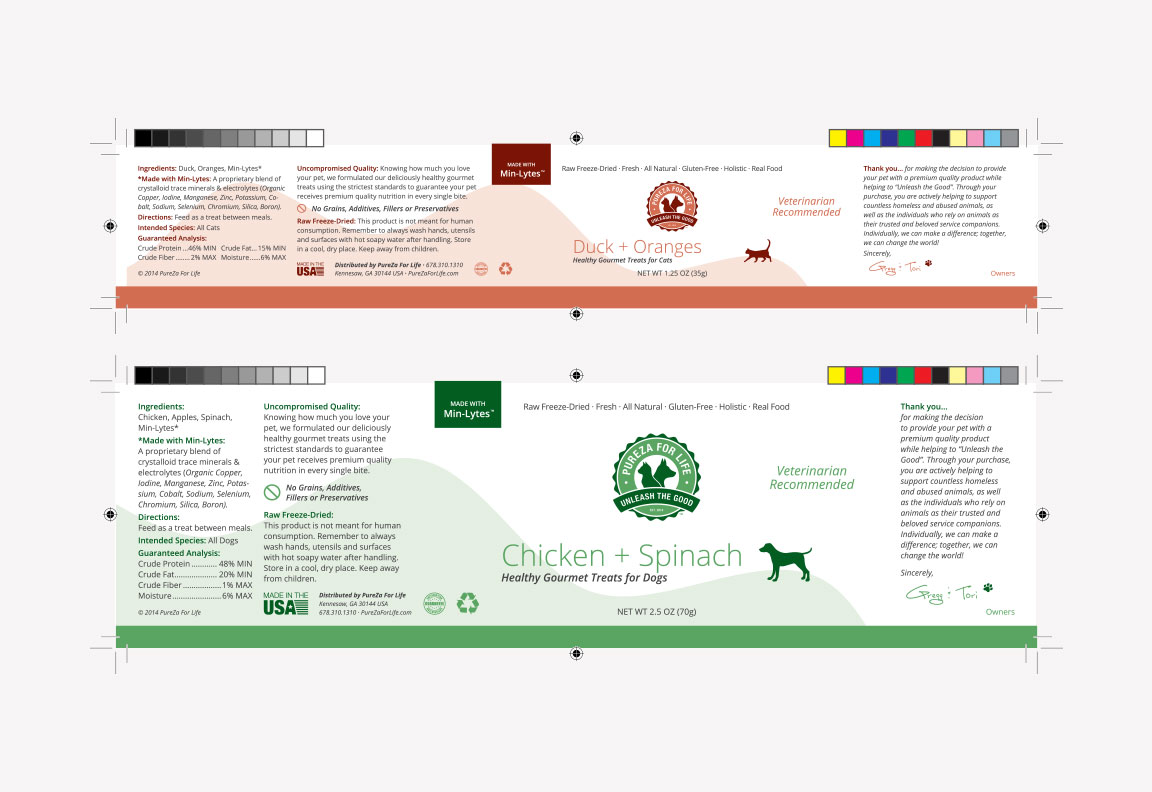 Ingredients: Duck, Oranges, Min-Lytes*
*Made with Min-Lytes: A proprietary blend of
crystalloid trace minerals & electrolytes (Organic
Copper, Iodine, Manganese, Zinc, Potassium, Co-
balt, Sodium, Selenium, Chromium, Silica, Boron).
Directions: Feed as a treat between meals.
Intended Species: All Cats
Guaranteed Analysis:
Crude Protein ...46% MIN Crude Fat... 15% MIN
Crude Fiber ....... 2% MAX Moisture......6% MAX
© 2014 PureZa For Life
Uncompromised Quality: Knowing how much you love
your pet, we formulated our deliciously healthy gourmet
treats using the strictest standards to guarantee your pet
receives premium quality nutrition in every single bite.
No Grains, Additives, Fillers or Preservatives
Raw Freeze-Dried: This product is not meant for human
consumption. Remember to always wash hands, utensils
and surfaces with hot soapy water after handling. Store
in a cool, dry place. Keep away from children.
MADE IN THE
USA
Distributed by PureZa For Life · 678.310.1310
Kennesaw, GA 30144 USA · PureZaForLife.com
MADE WITH
Min-Lytes™
Raw Freeze-Dried · Fresh · All Natural · Gluten-Free · Holistic · Real Food
PUREZA FOR LIFE
UNLEASH THE GOOD
Veterinarian
Recommended
Duck + Oranges
Healthy Gourmet Treats for Cats
NET WT 1.25 OZ (35g)
Thank you... for making the decision to provide
your pet with a premium quality product while
helping to "Unleash the Good". Through your
purchase, you are actively helping to support
countless homeless and abused animals, as
well as the individuals who rely on animals as
their trusted and beloved service companions.
Individually, we can make a difference; together,
we can change the world!
Sincerely,
Gregg & Tori
Owners
Ingredients:
Chicken, Apples, Spinach,
Min-Lytes*
*Made with Min-Lytes:
A proprietary blend of
crystalloid trace minerals &
electrolytes (Organic Copper,
Iodine, Manganese, Zinc, Potas-
sium, Cobalt, Sodium, Selenium,
Chromium, Silica, Boron).
Directions:
Feed as a treat between meals.
Intended Species: All Dogs
Guaranteed Analysis:
Crude Protein ............ 48% MIN
Crude Fat................... 20% MIN
Crude Fiber ................ 1% MAX
Moisture..................... 6% MAX
© 2014 PureZa For Life
Uncompromised Quality:
Knowing how much you love your
pet, we formulated our deliciously
healthy gourmet treats using the
strictest standards to guarantee
your pet receives premium quality
nutrition in every single bite.
No Grains, Additives,
Fillers or Preservatives
Raw Freeze-Dried:
This product is not meant for human
consumption. Remember to always
wash hands, utensils and surfaces
with hot soapy water after handling.
Store in a cool, dry place. Keep away
from children.
MADE IN THE
USA
Distributed by PureZa For Life
Kennesaw, GA 30144 USA
678.310.1310 · PureZaForLife.com
MADE WITH
Min-Lytes™
Raw Freeze-Dried · Fresh · All Natural · Gluten-Free · Holistic · Real Food
PUREZA FOR LIFE
UNLEASH THE GOOD
Veterinarian
Recommended
Chicken + Spinach
Healthy Gourmet Treats for Dogs
NET WT 2.5 OZ (70g)
Thank you...
for making the decision
to provide your pet with a
premium quality product
while helping to "Unleash the
Good". Through your purchase,
you are actively helping to
support countless homeless
and abused animals, as well
as the individuals who rely on
animals as their trusted and
beloved service companions.
Individually, we can make a
difference; together, we can
change the world!
Sincerely,
Gregg & Tori
Owners